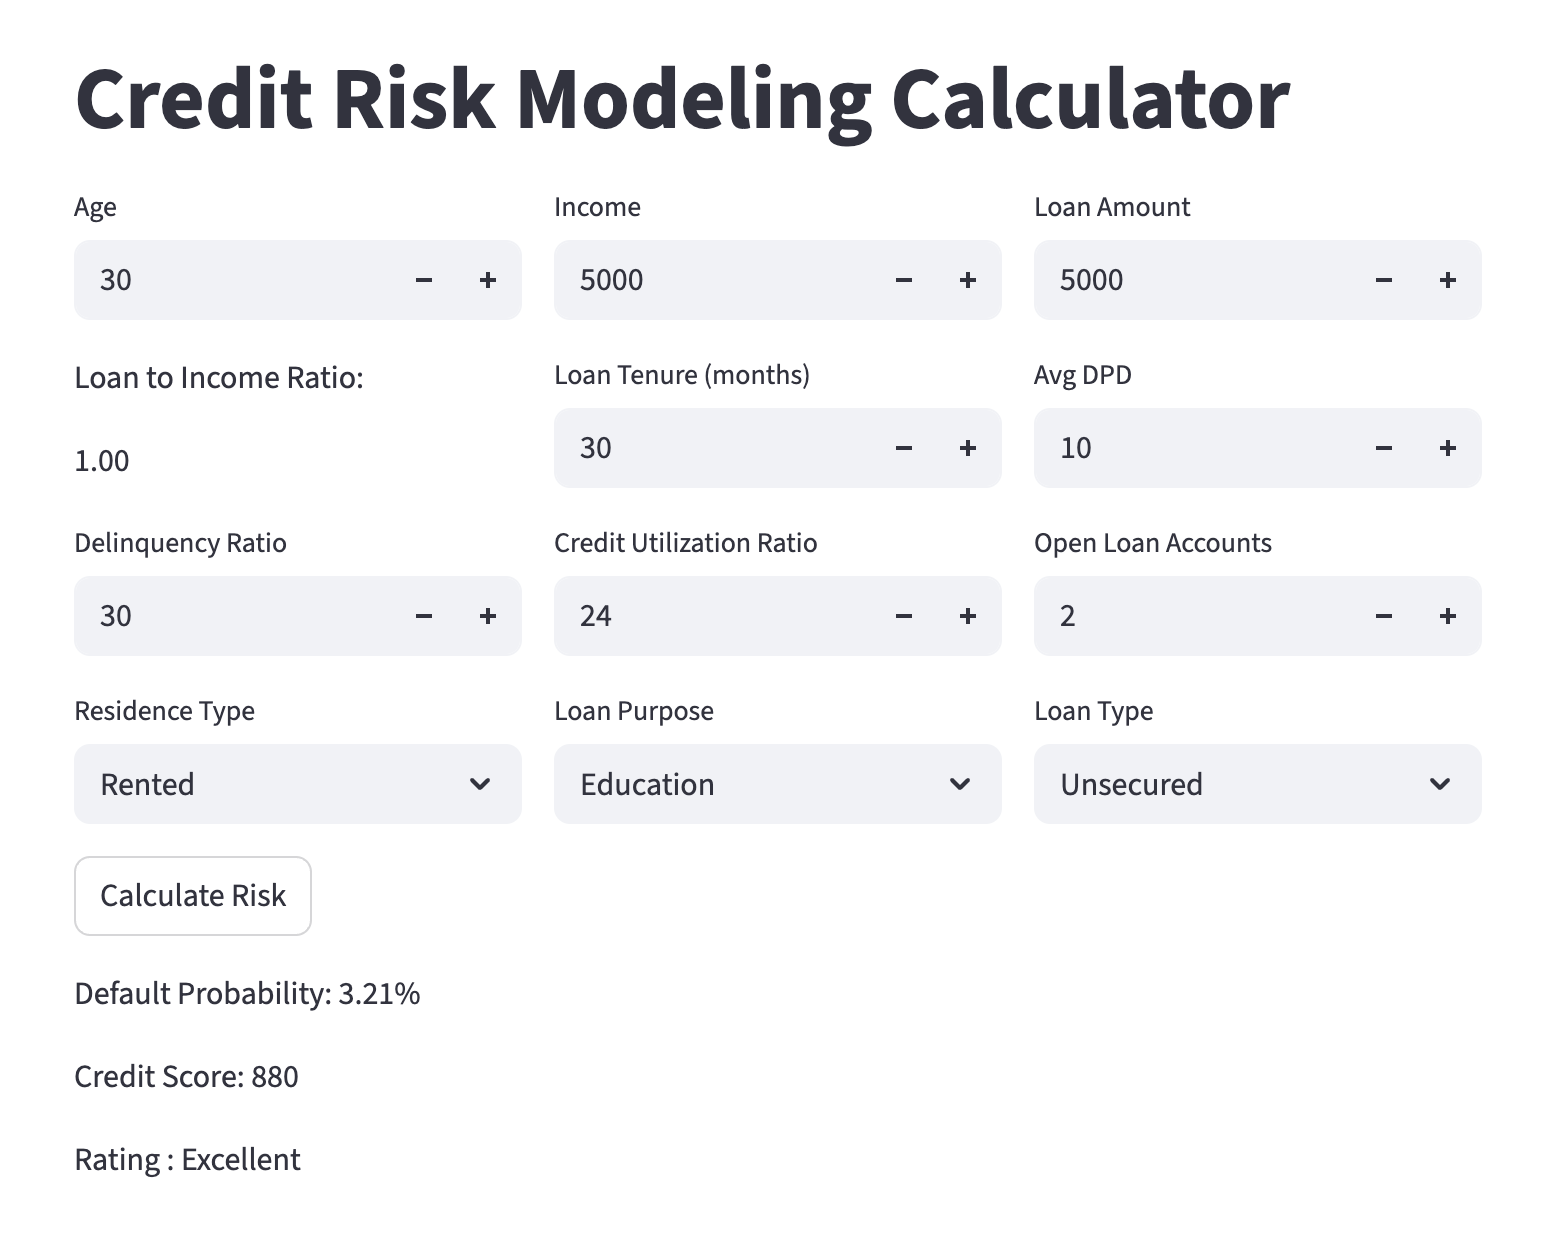 Credit Risk Modeling Calculator
Age
Income
Loan Amount
30
5000
5000
Loan to Income Ratio:
Loan Tenure (months)
Avg DPD
1.00
30
10
Delinquency Ratio
Credit Utilization Ratio
Open Loan Accounts
30
24
2
Residence Type
Loan Purpose
Loan Type
Rented
Education
Unsecured
Calculate Risk
Default Probability: 3.21%
Credit Score: 880
Rating : Excellent